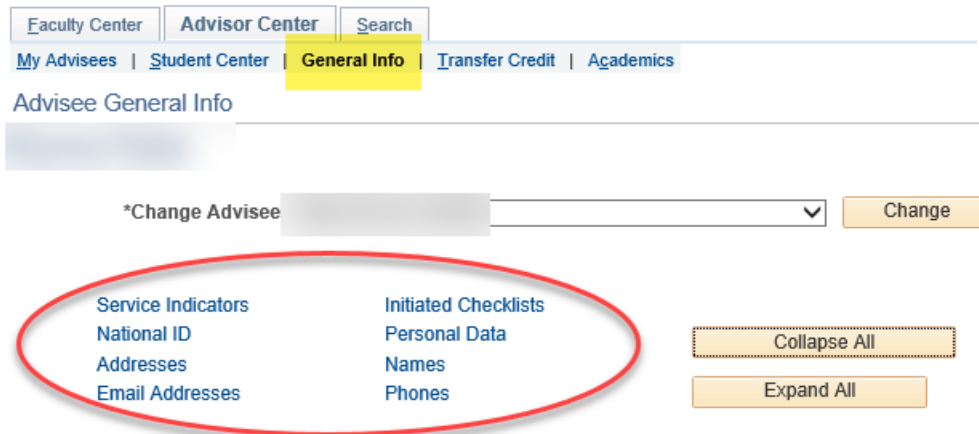 Faculty Center Advisor Center Search
My Advisees | Student Center | General Info | Transfer Credit | Academics
Advisee General Info
*Change Advisee Change
Service Indicators Initiated Checklists
National ID Personal Data
Collapse All
Addresses Names
Email Addresses Phones
Expand All